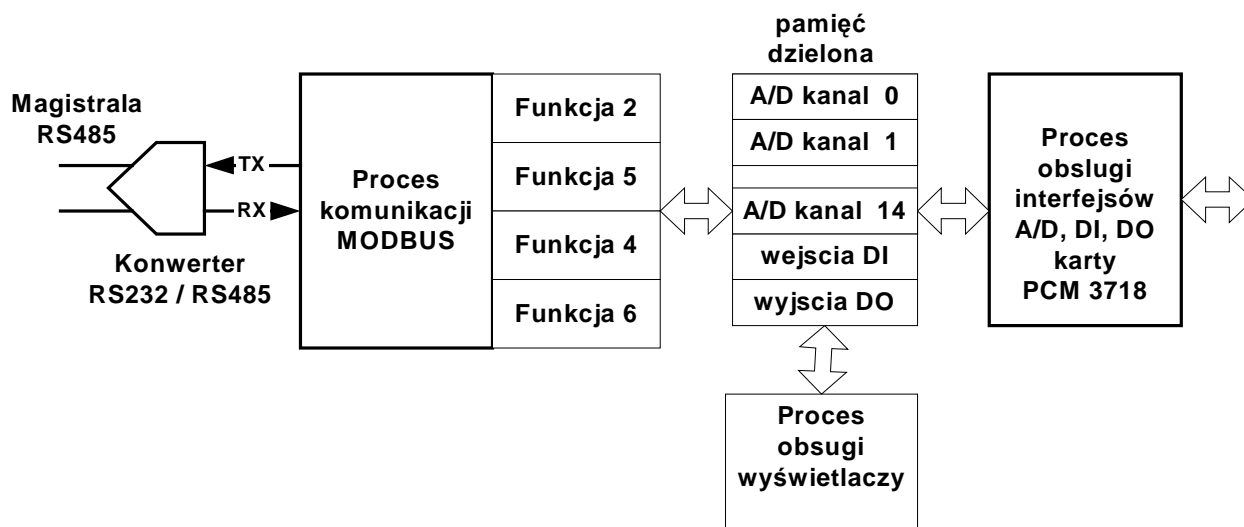 pamięć
dzielona
Magistrala
RS485
TX
RX
Konwerter
RS232 / RS485
Proces
komunikacji
MODBUS
Funkcja 2
Funkcja 5
Funkcja 4
Funkcja 6
A/D kanal 0
A/D kanal 1
A/D kanal 14
wejscia DI
wyjscia DO
Proces
obslugi
interfejsów
A/D, DI, DO
karty
PCM 3718
Proces
obsugi
wyświetlaczy